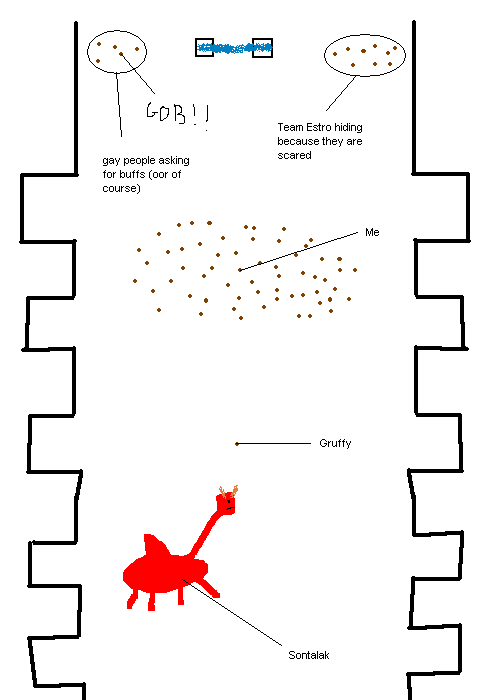 GOB!!
gay people asking
for buffs (oor of
course)
Team Estro hiding
because they are
scared
Me
Gruffy
Sontalak